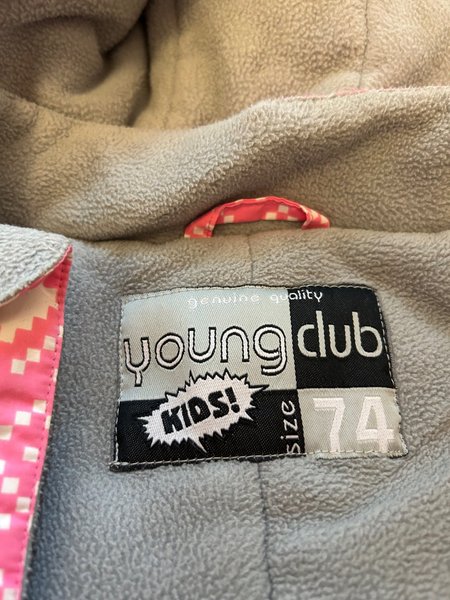 genuine quality
young club
KIDS!
size 74